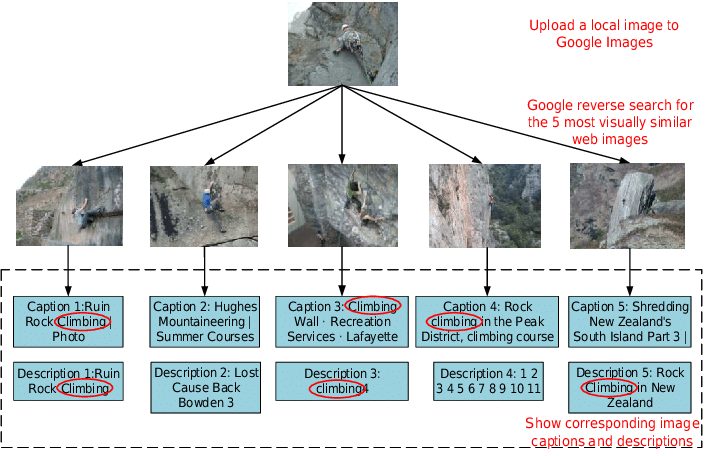 Upload a local image to
Google Images
Google reverse search for
the 5 most visually similar
web images
Caption 1:Ruin
Rock Climbing |
Photo
Caption 2: Hughes
Mountaineering |
Summer Courses
Caption 3: Climbing
Wall · Recreation
Services · Lafayette
Caption 4: Rock
climbing in the Peak
District, climbing course
Caption 5: Shredding
New Zealand's
South Island Part 3 |
Description 1:Ruin
Rock Climbing
Description 2: Lost
Cause Back
Bowden 3
Description 3:
climbing4
Description 4: 1 2
3 4 5 6 7 8 9 10 11
Description 5: Rock
Climbing in New
Zealand
Show corresponding image
captions and descriptions